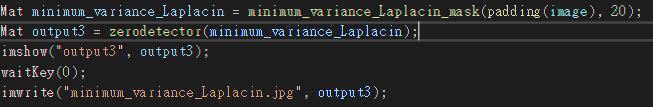 Mat minimum_variance_Laplacin = minimum_variance_Laplacin_mask(padding(image), 20);
Mat output3 = zerodetector(minimum_variance_Laplacin);
imshow("output3", output3);
waitKey(0);
imwrite("minimum_variance_Laplacin.jpg", output3);